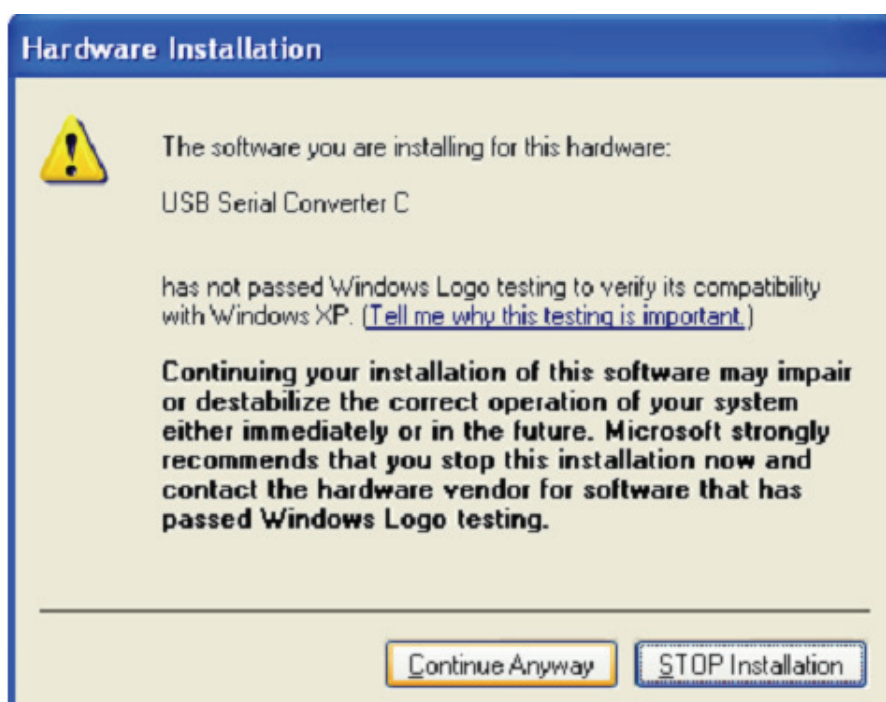 Hardware Installation
The software you are installing for this hardware:
USB Serial Converter C
has not passed Windows Logo testing to verify its compatibility
with Windows XP. (Tell me why this testing is important.)
Continuing your installation of this software may impair
or destabilize the correct operation of your system
either immediately or in the future. Microsoft strongly
recommends that you stop this installation now and
contact the hardware vendor for software that has
passed Windows Logo testing.
Continue Anyway STOP Installation